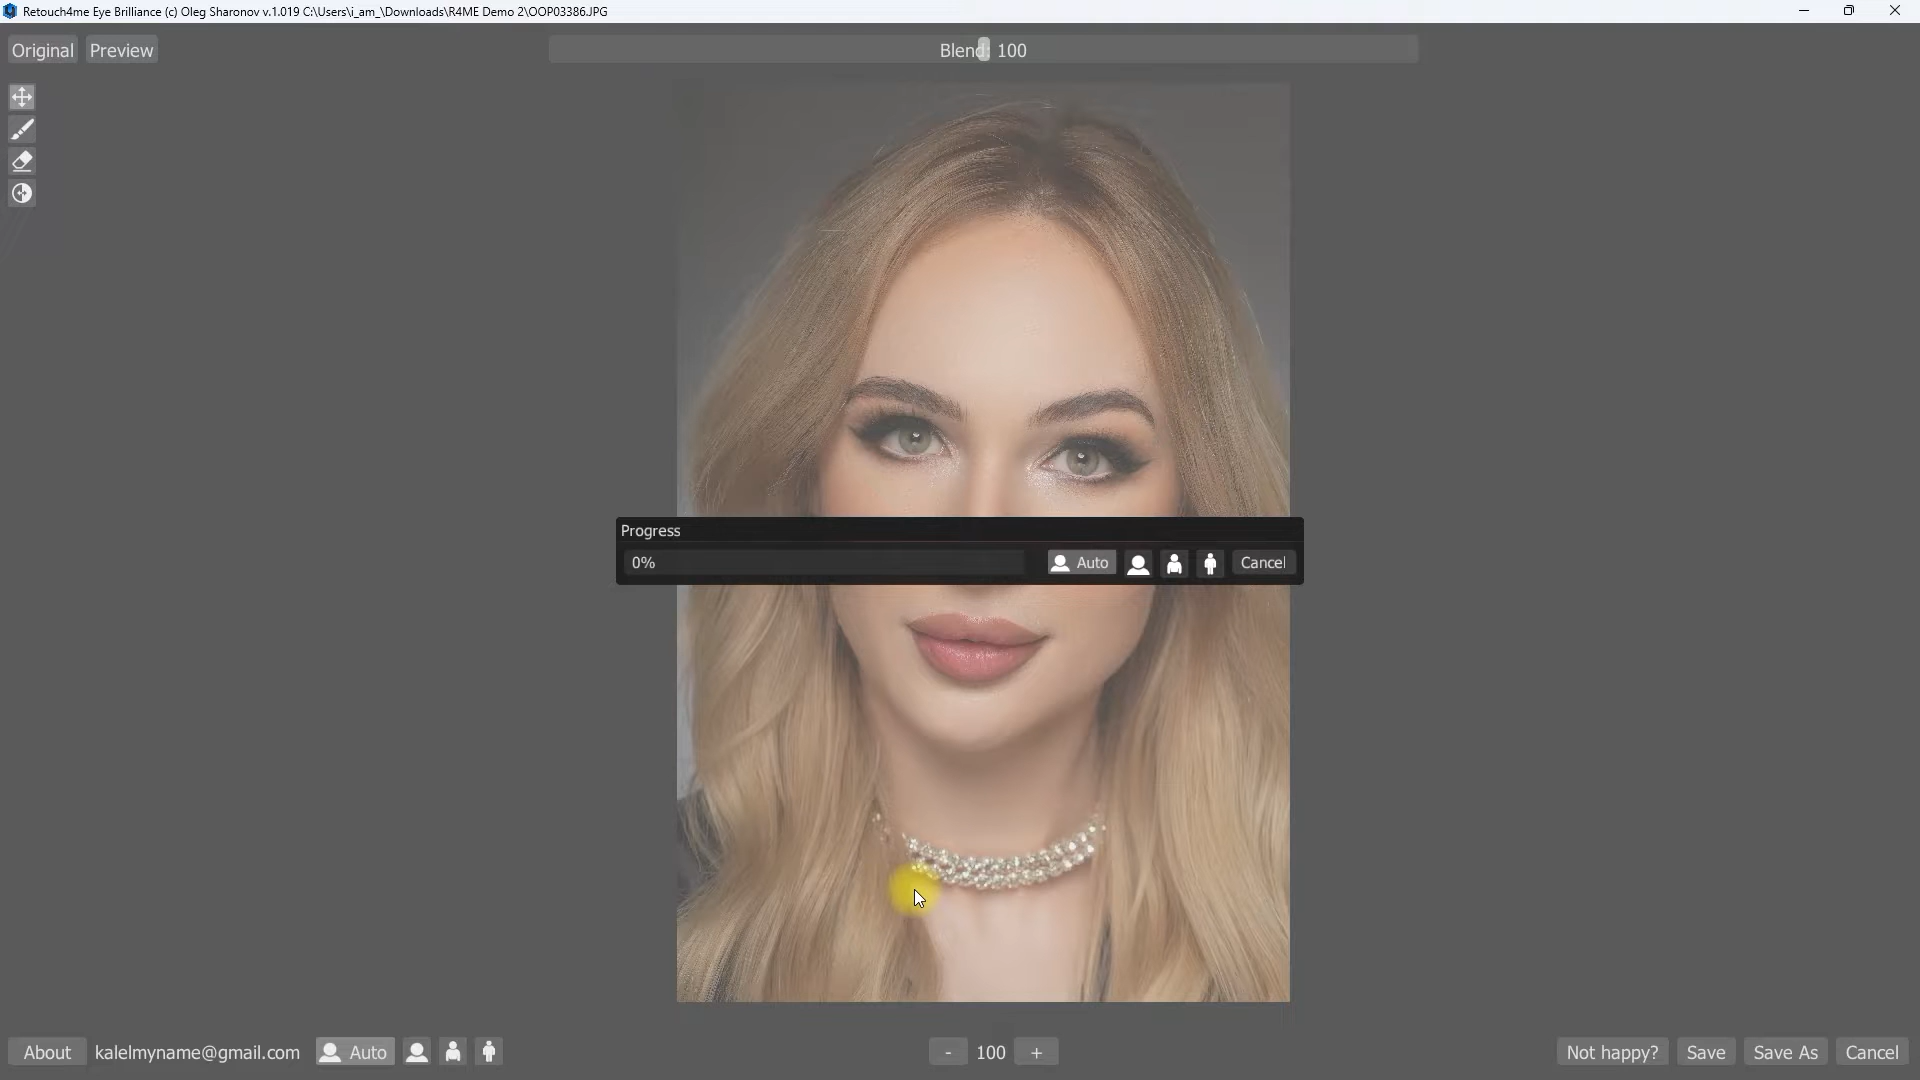 Retouch4me Eye Brilliance (c) Oleg Sharonov v.1.019 C:\Users\i_am_\Downloads\R4ME Demo 2\OOP03386.JPG
Original Preview Blend: 100
Progress
0% Auto Cancel
About kalelmyname@gmail.com Auto - 100 + Not happy? Save Save As Cancel